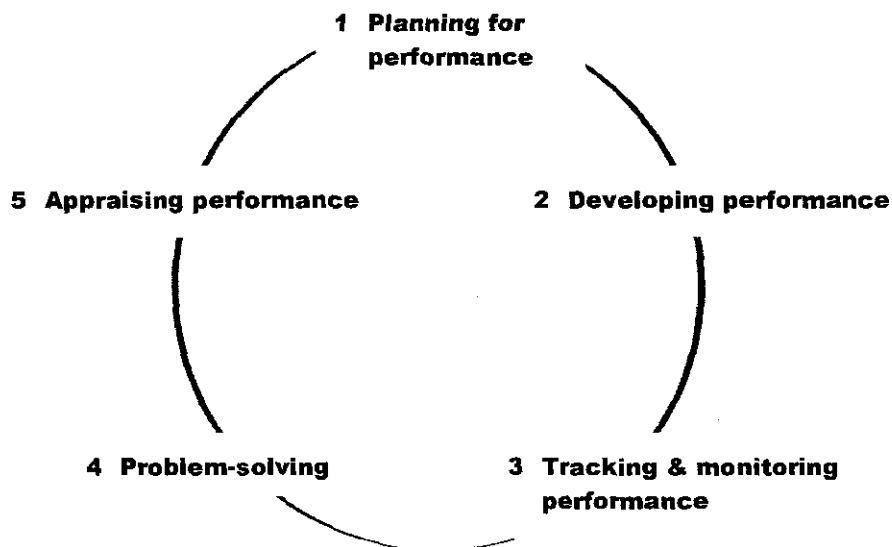 1 Planning for
performance
2 Developing performance
3 Tracking & monitoring
performance
4 Problem-solving
5 Appraising performance